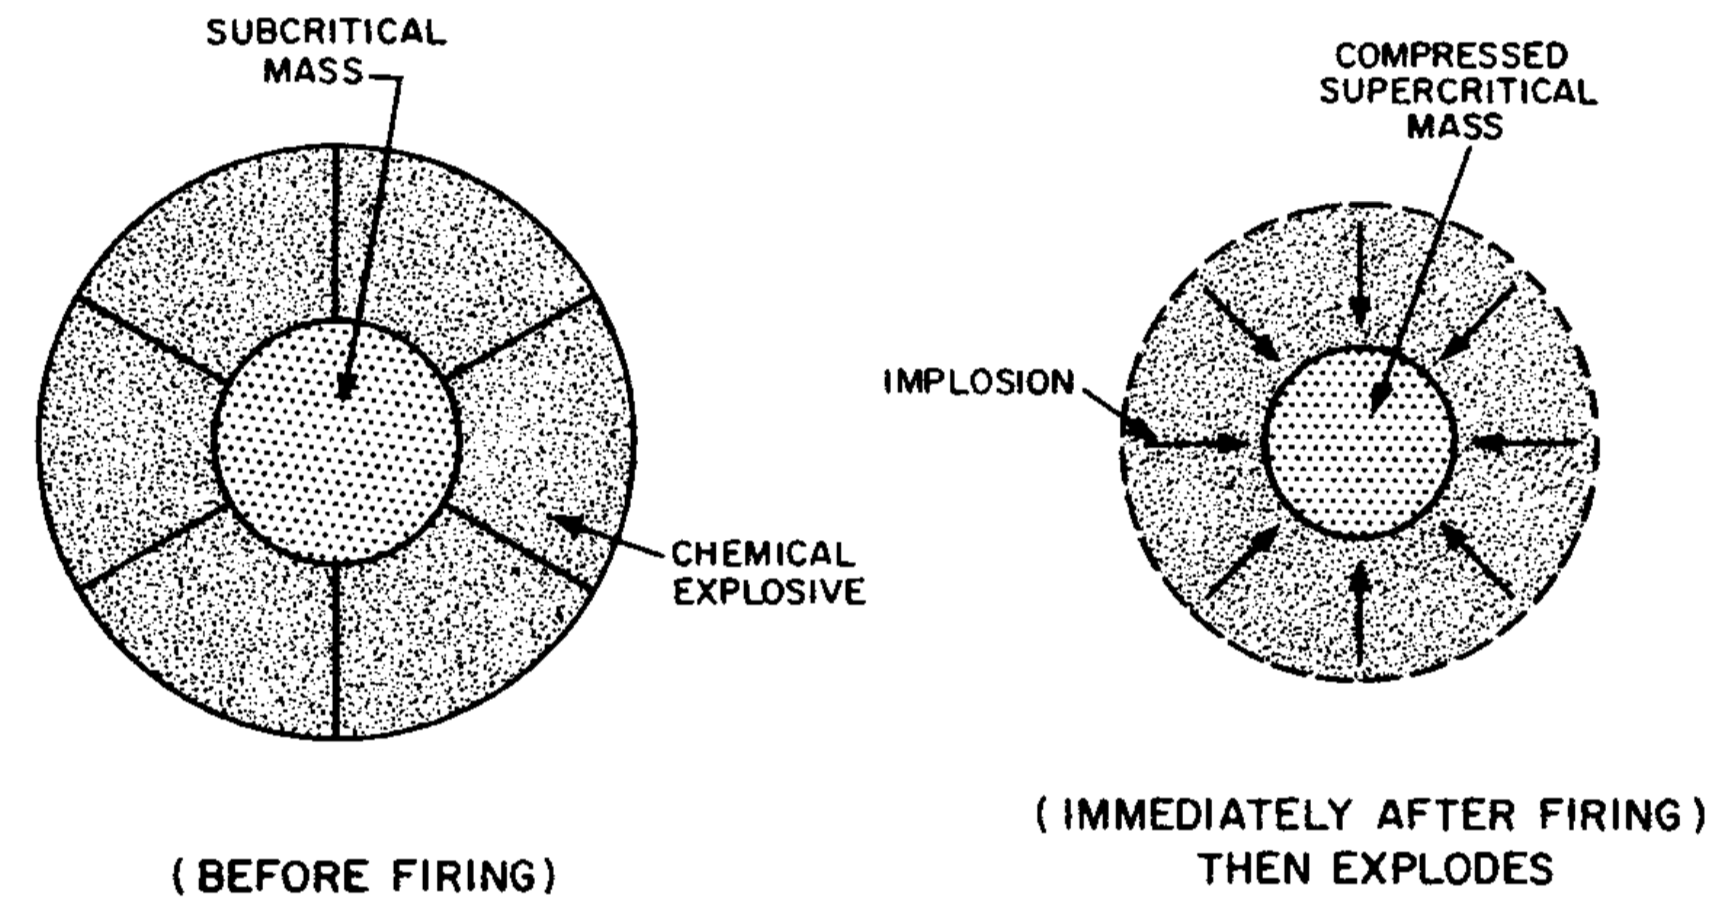 SUBCRITICAL
MASS
CHEMICAL
EXPLOSIVE
(BEFORE FIRING)
COMPRESSED
SUPERCRITICAL
MASS
IMPLOSION
(IMMEDIATELY AFTER FIRING)
THEN EXPLODES